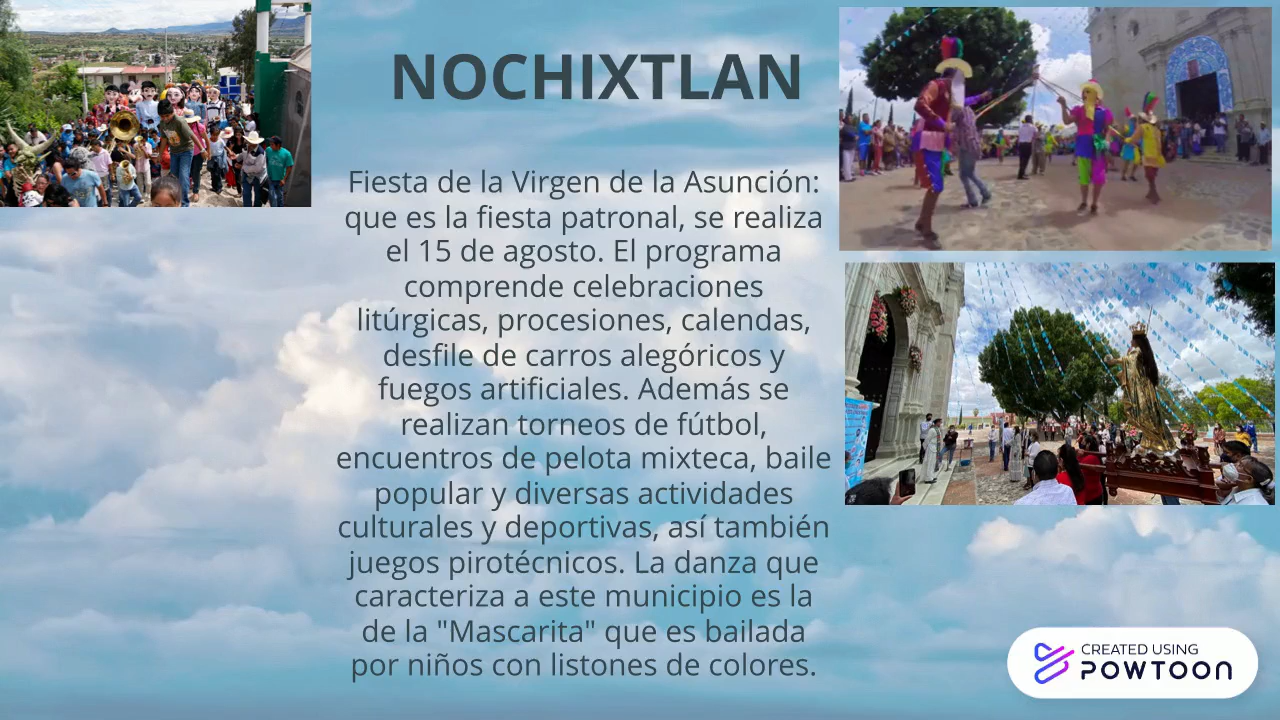 NOCHIXTLAN
Fiesta de la Virgen de la Asunción:
que es la fiesta patronal, se realiza
el 15 de agosto. El programa
comprende celebraciones
litúrgicas, procesiones, calendas,
desfile de carros alegóricos y
fuegos artificiales. Además se
realizan torneos de fútbol,
encuentros de pelota mixteca, baile
popular y diversas actividades
culturales y deportivas, así también
juegos pirotécnicos. La danza que
caracteriza a este municipio es la
de la "Mascarita" que es bailada
por niños con listones de colores.
CREATED USING
POWTOON